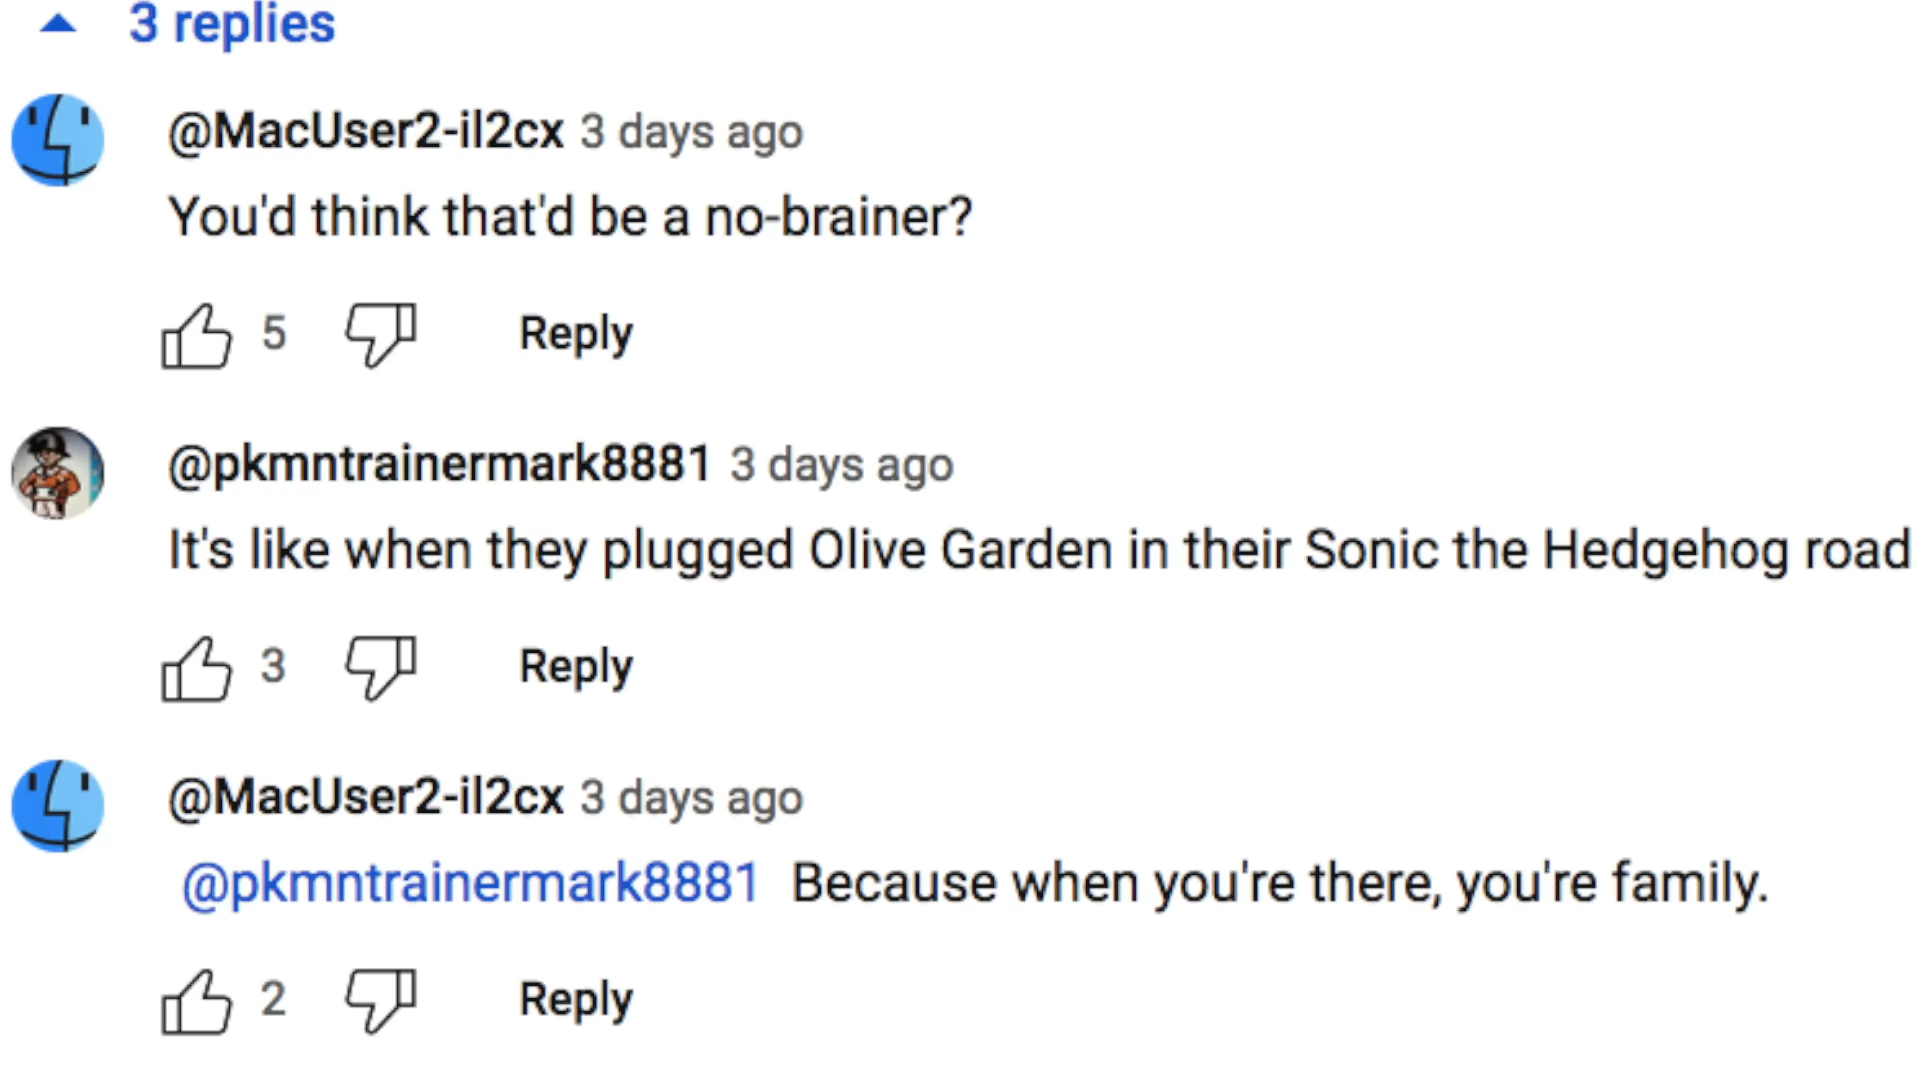 3 replies
@MacUser2-il2cx 3 days ago
You'd think that'd be a no-brainer?
5 Reply
@pkmntrainermark8881 3 days ago
It's like when they plugged Olive Garden in their Sonic the Hedgehog road
3 Reply
@MacUser2-il2cx 3 days ago
@pkmntrainermark8881 Because when you're there, you're family.
2 Reply